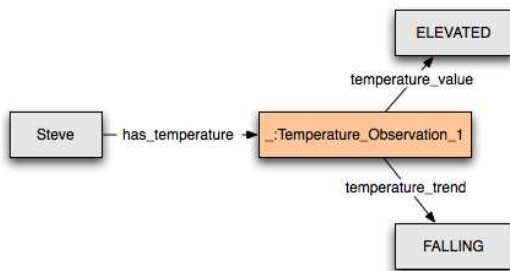 ELEVATED
temperature_value
Steve
has_temperature
_:Temperature_Observation_1
temperature_trend
FALLING